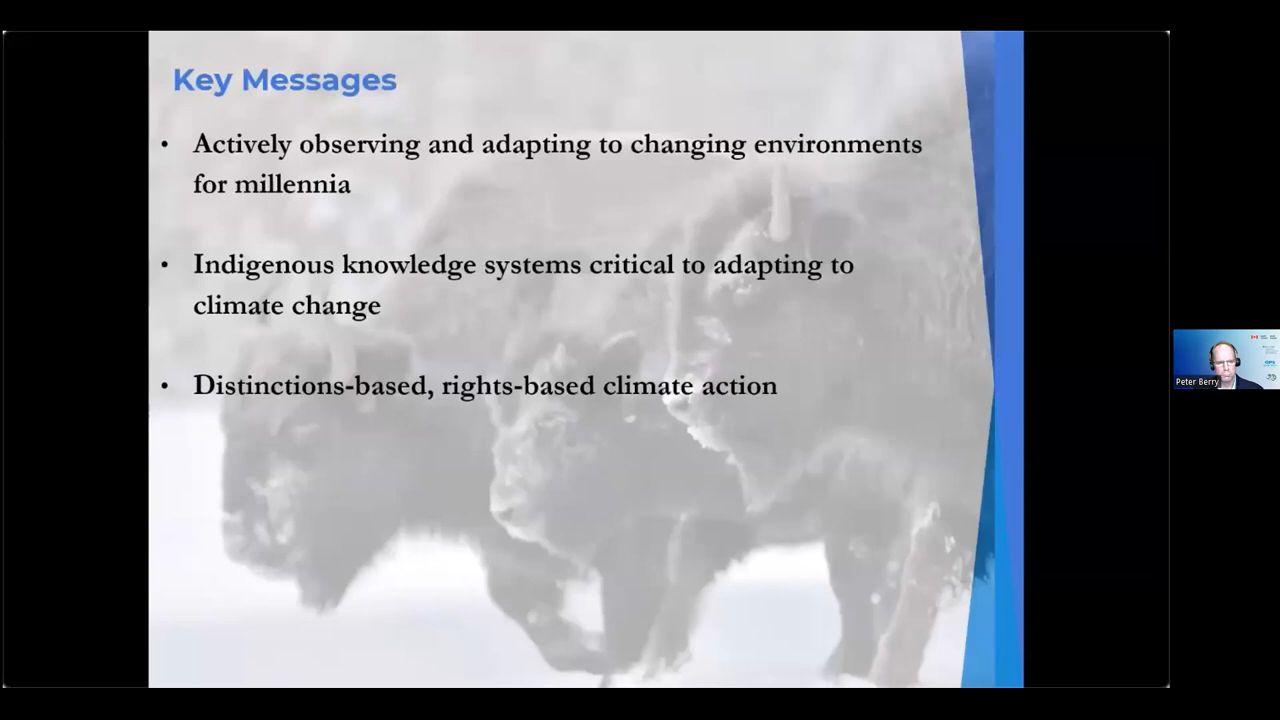 Key Messages
• Actively observing and adapting to changing environments
for millennia
• Indigenous knowledge systems critical to adapting to
climate change
• Distinctions-based, rights-based climate action
Peter Berry